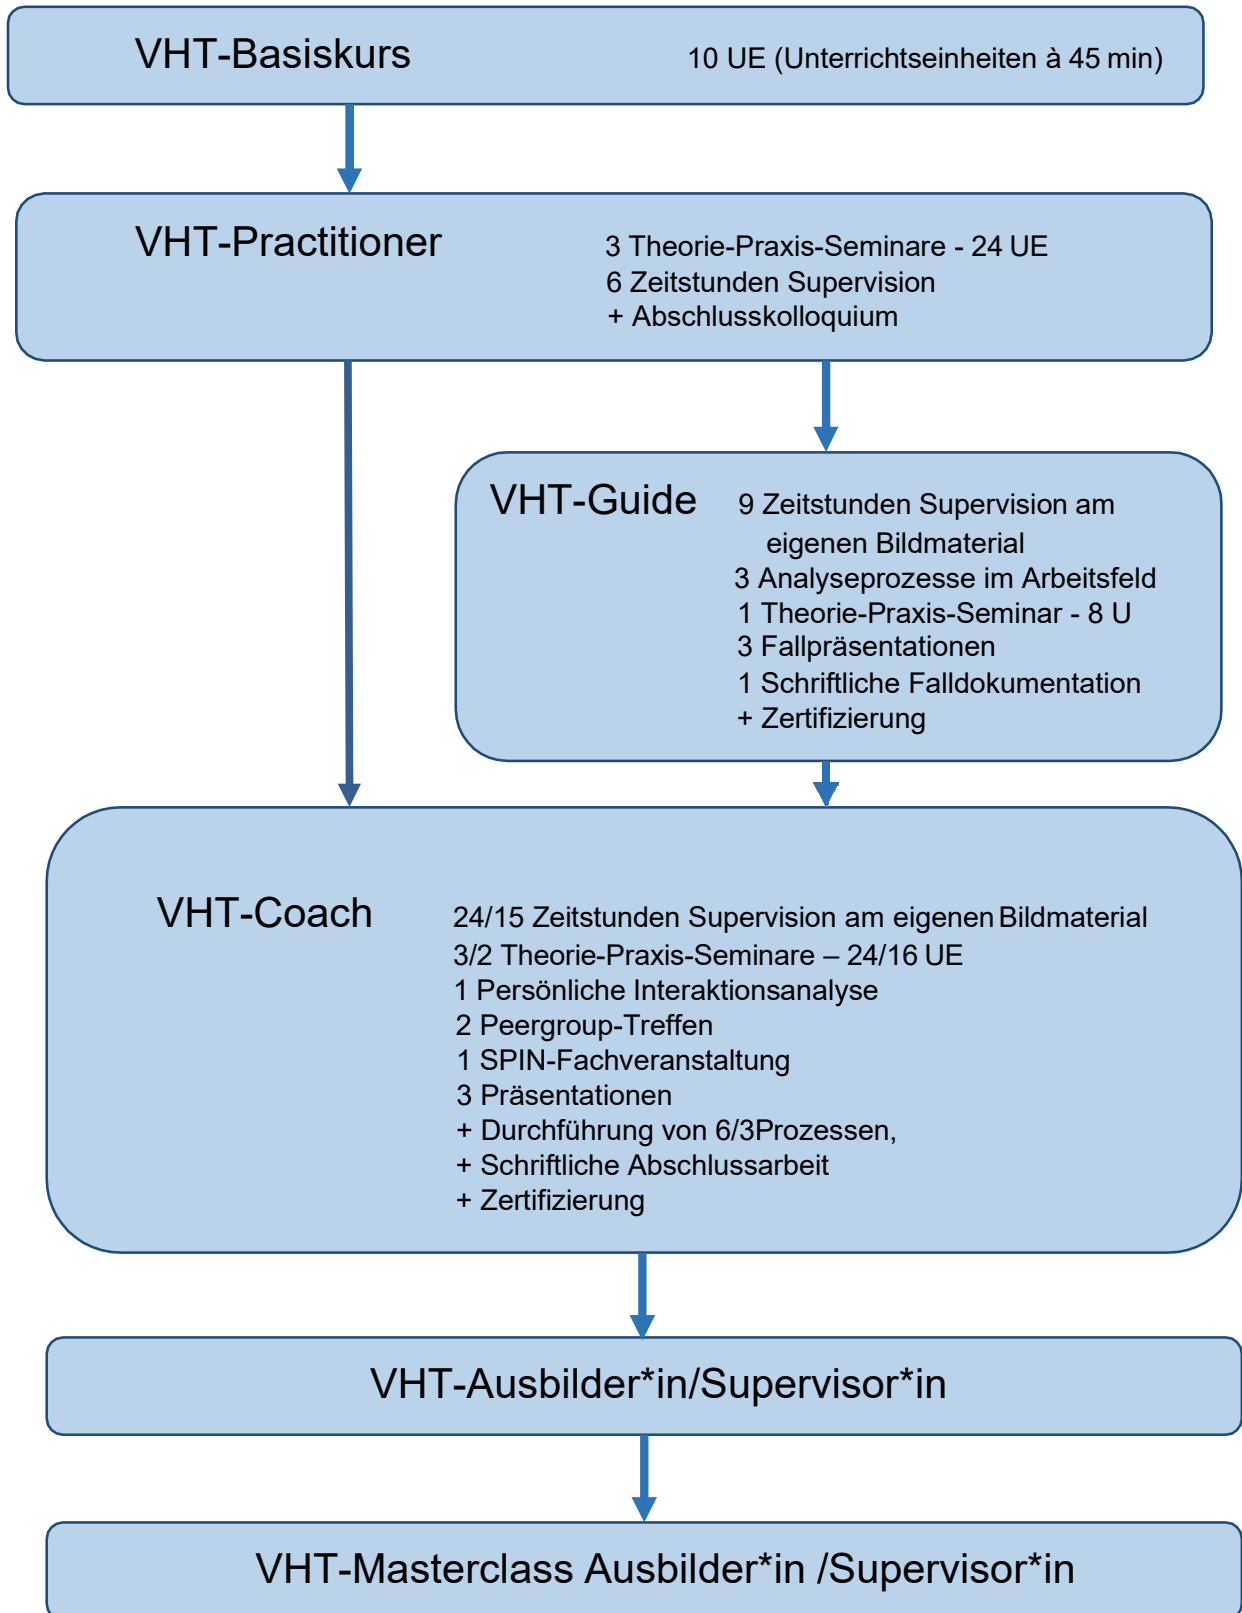 VHT-Basiskurs 10 UE (Unterrichtseinheiten à 45 min)
VHT-Practitioner 3 Theorie-Praxis-Seminare - 24 UE
6 Zeitstunden Supervision
+ Abschlusskolloquium
VHT-Guide 9 Zeitstunden Supervision am
eigenen Bildmaterial
3 Analyseprozesse im Arbeitsfeld
1 Theorie-Praxis-Seminar - 8 U
3 Fallpräsentationen
1 Schriftliche Falldokumentation
+ Zertifizierung
VHT-Coach 24/15 Zeitstunden Supervision am eigenen Bildmaterial
3/2 Theorie-Praxis-Seminare – 24/16 UE
1 Persönliche Interaktionsanalyse
2 Peergroup-Treffen
1 SPIN-Fachveranstaltung
3 Präsentationen
+ Durchführung von 6/3Prozessen,
+ Schriftliche Abschlussarbeit
+ Zertifizierung
VHT-Ausbilder*in/Supervisor*in
VHT-Masterclass Ausbilder*in /Supervisor*in